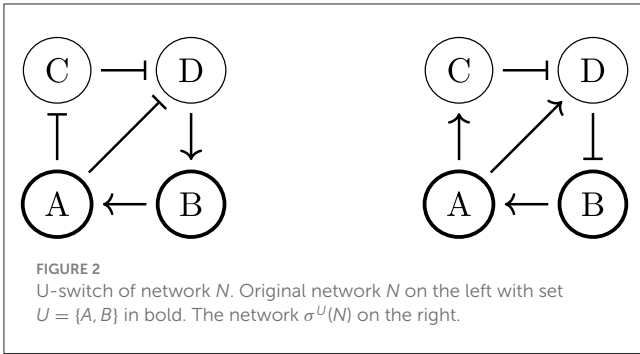 C D C D
A B A B
FIGURE 2
U-switch of network N. Original network N on the left with set
U = {A, B} in bold. The network σᵁ(N) on the right.